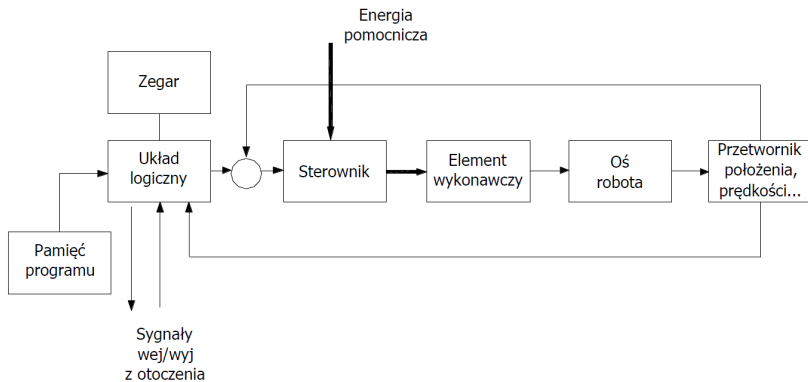 Energia
pomocnicza
Zegar
Układ
logiczny
Sterownik
Element
wykonawczy
Oś
robota
Przetwornik
położenia,
prędkości...
Pamięć
programu
Sygnały
wej/wyj
z otoczenia